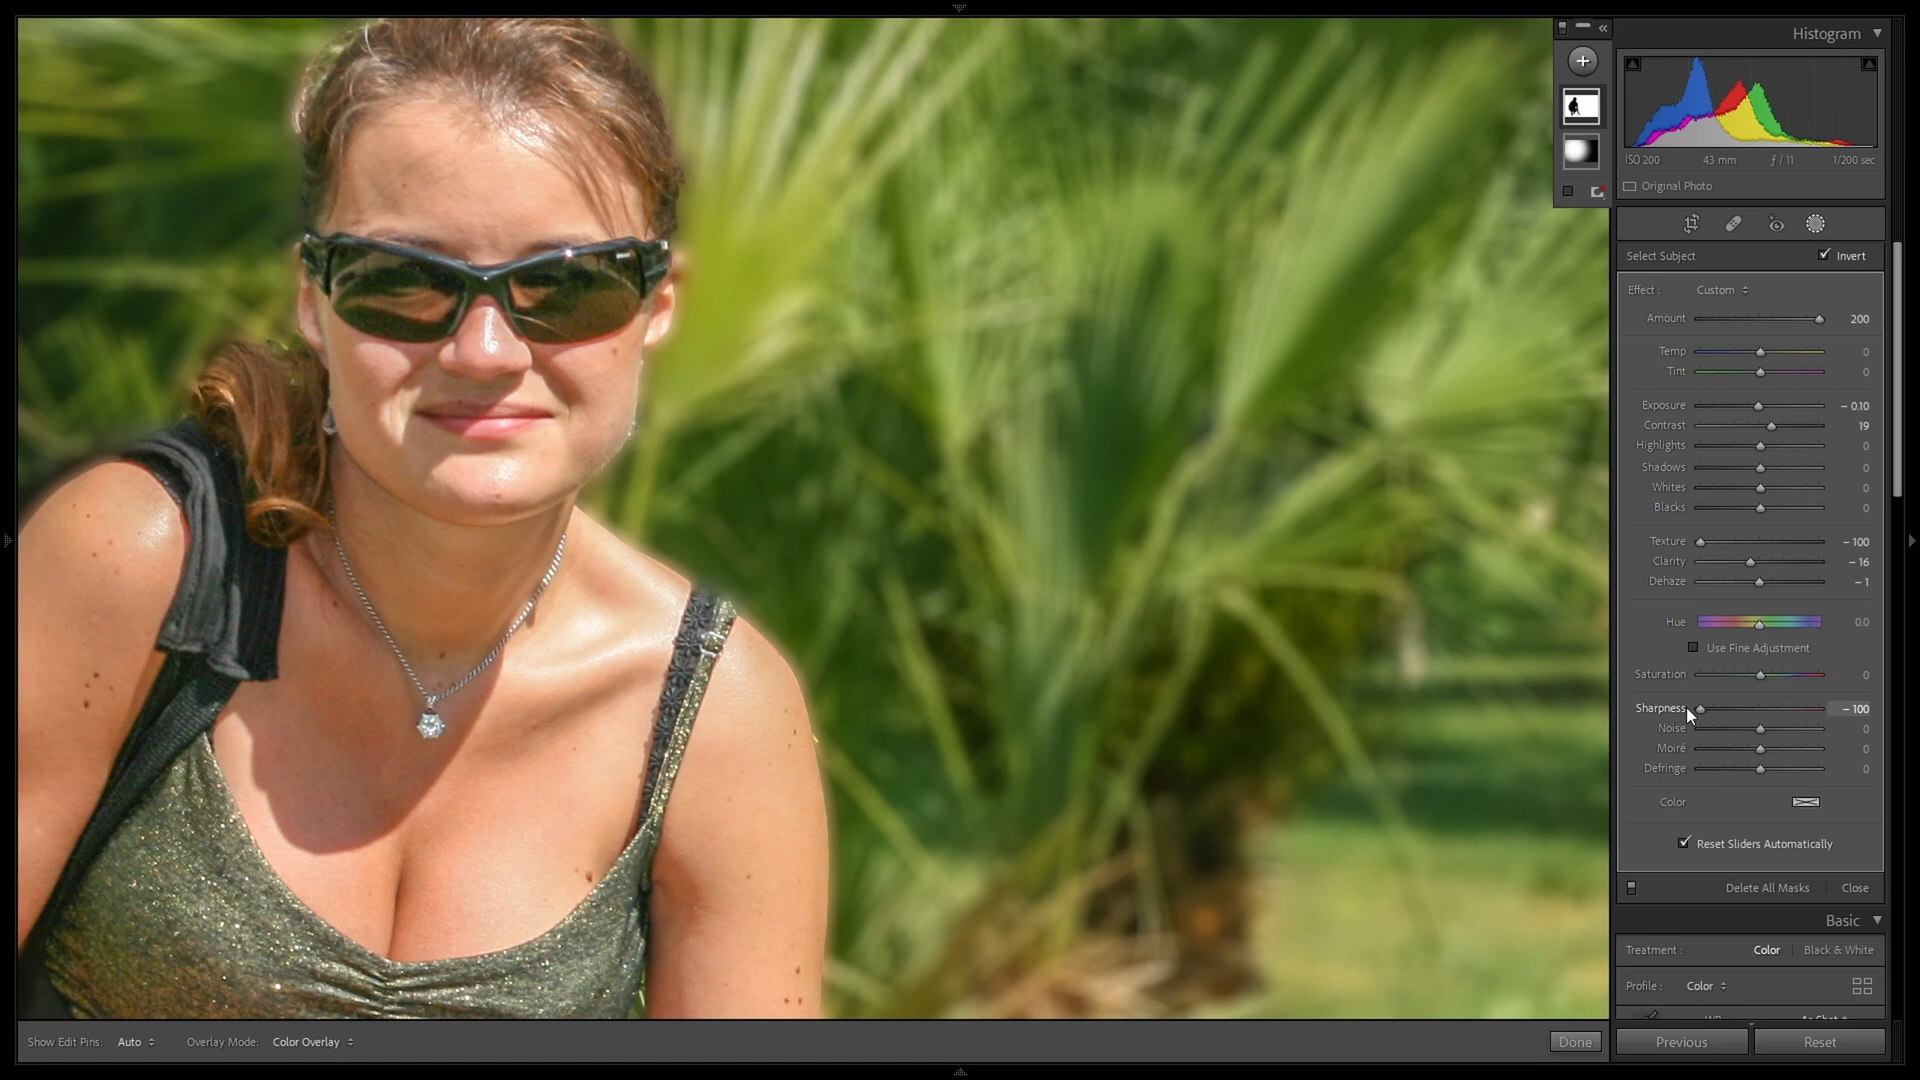 Histogram
ISO 200 43 mm ƒ / 11 1/200 sec
Original Photo
Select Subject Invert
Effect : Custom
Amount 200
Temp 0
Tint 0
Exposure – 0.10
Contrast 19
Highlights 0
Shadows 0
Whites 0
Blacks 0
Texture – 100
Clarity – 16
Dehaze – 1
Hue 0.0
Use Fine Adjustment
Saturation 0
Sharpness – 100
Noise 0
Moiré 0
Defringe 0
Color
Reset Sliders Automatically
Delete All Masks Close
Basic
Treatment : Color Black & White
Profile : Color
Show Edit Pins: Auto Overlay Mode: Color Overlay Done Previous Reset